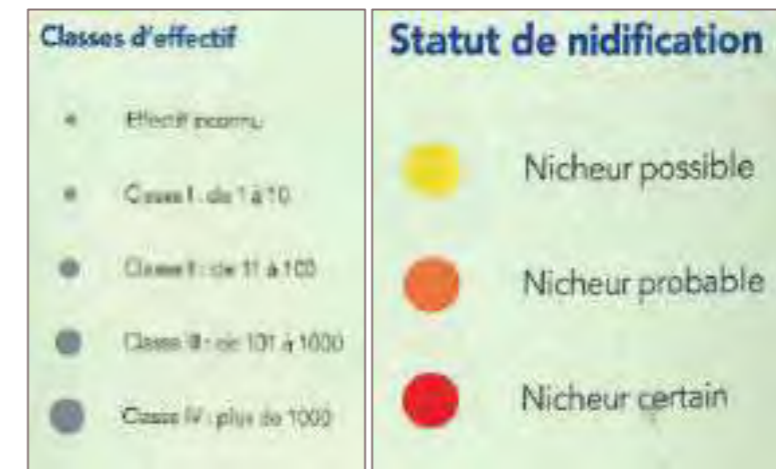 Classes d'effectif
Effectif inconnu
Classe I : de 1 à 10
Classe II : de 11 à 100
Classe III : de 101 à 1000
Classe IV : plus de 1000
Statut de nidification
Nicheur possible
Nicheur probable
Nicheur certain